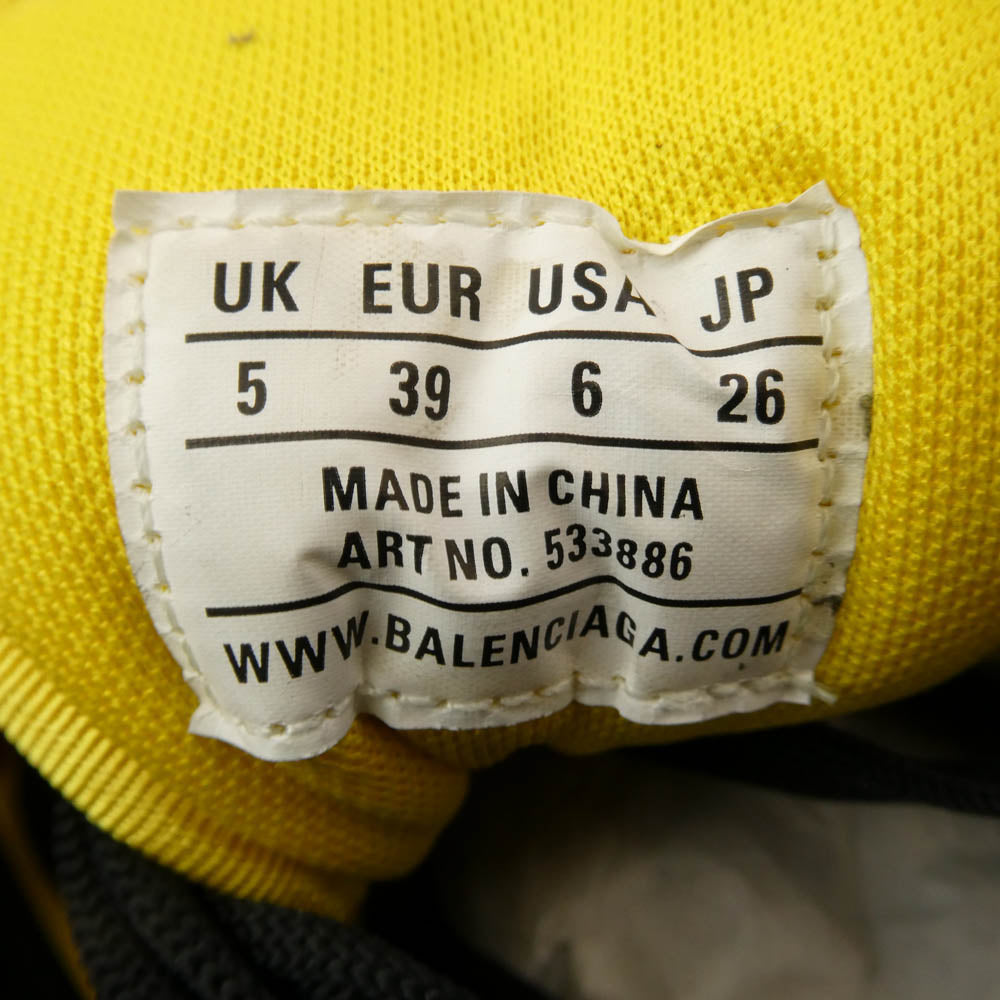 UK EUR USA JP
5 39 6 26
MADE IN CHINA
ART NO. 533886
WWW.BALENCIAGA.COM